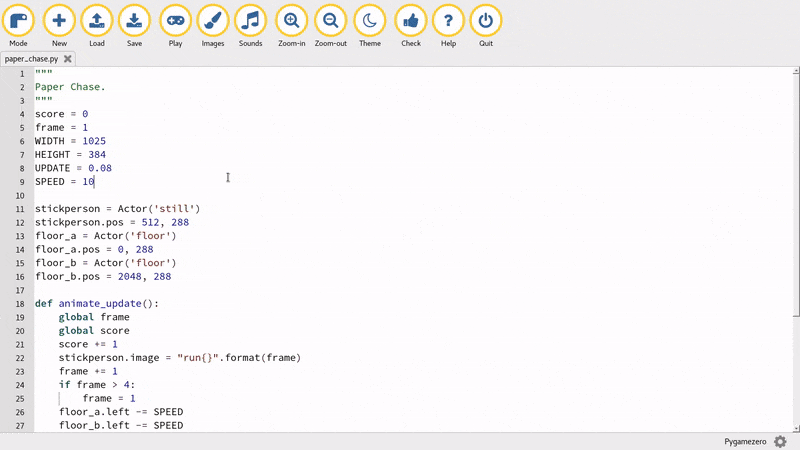 Mode New Load Save Play Images Sounds Zoom-in Zoom-out Theme Check Help Quit
paper_chase.py
1 """
2 Paper Chase.
3 """
4 score = 0
5 frame = 1
6 WIDTH = 1025
7 HEIGHT = 384
8 UPDATE = 0.08
9 SPEED = 10
10
11 stickperson = Actor('still')
12 stickperson.pos = 512, 288
13 floor_a = Actor('floor')
14 floor_a.pos = 0, 288
15 floor_b = Actor('floor')
16 floor_b.pos = 2048, 288
17
18 def animate_update():
19     global frame
20     global score
21     score += 1
22     stickperson.image = "run{}".format(frame)
23     frame += 1
24     if frame > 4:
25         frame = 1
26     floor_a.left -= SPEED
27     floor_b.left -= SPEED
Pygamezero